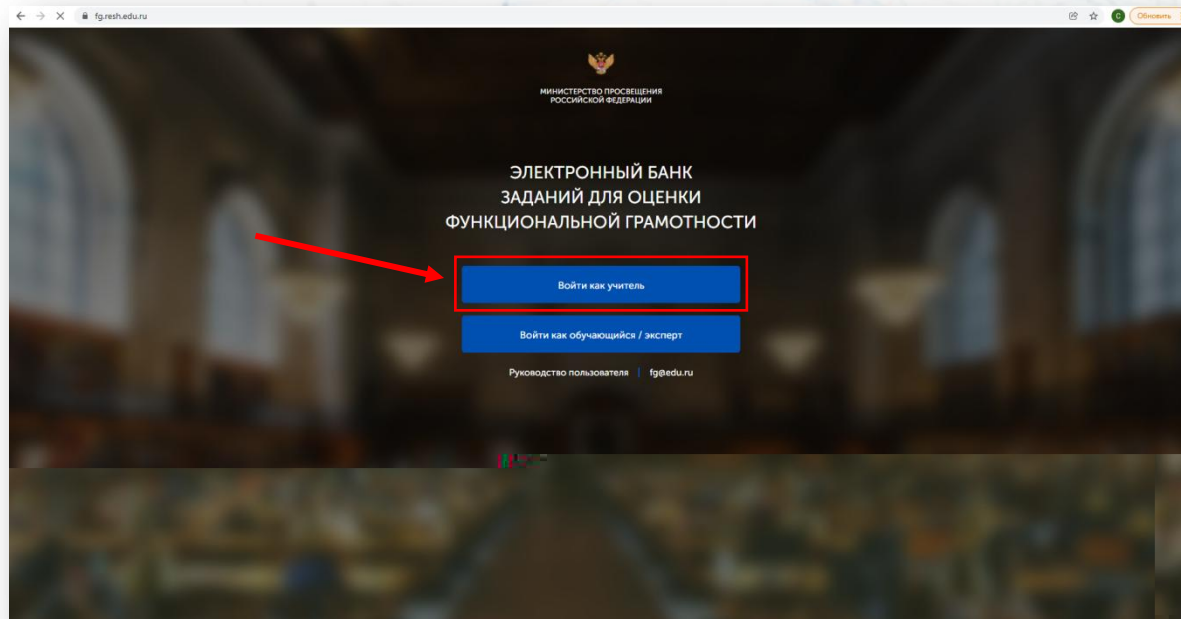 fg.resh.edu.ru
С
Обновить
МИНИСТЕРСТВО ПРОСВЕЩЕНИЯ
РОССИЙСКОЙ ФЕДЕРАЦИИ
ЭЛЕКТРОННЫЙ БАНК
ЗАДАНИЙ ДЛЯ ОЦЕНКИ
ФУНКЦИОНАЛЬНОЙ ГРАМОТНОСТИ
Войти как учитель
Войти как обучающийся / эксперт
Руководство пользователя | fg@edu.ru